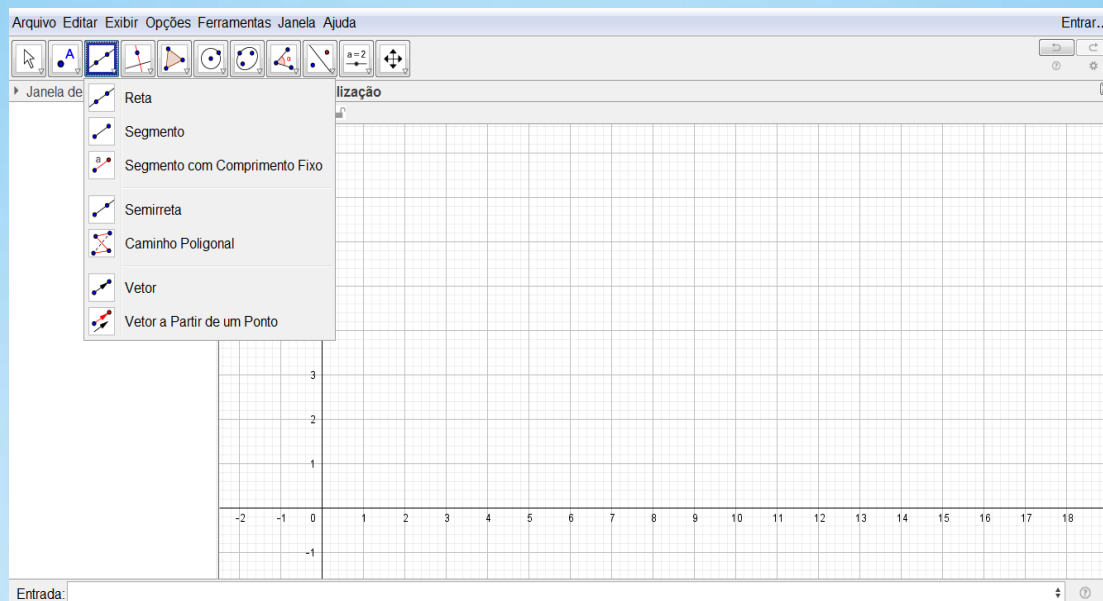 Arquivo Editar Exibir Opções Ferramentas Janela Ajuda
Entrar...
A
α
a=2
Janela de
lização
Reta
Segmento
a
Segmento com Comprimento Fixo
Semirreta
Caminho Poligonal
Vetor
Vetor a Partir de um Ponto
3
2
1
-2 -1 0 1 2 3 4 5 6 7 8 9 10 11 12 13 14 15 16 17 18
-1
Entrada: